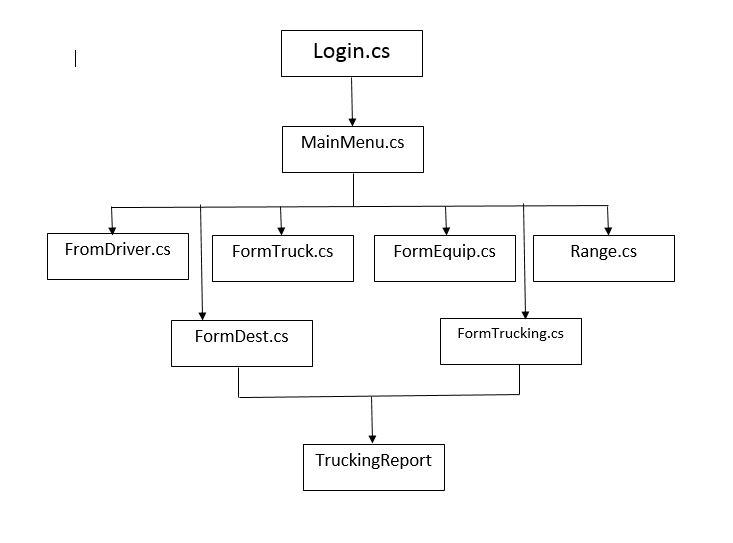 Login.cs
MainMenu.cs
FromDriver.cs
FormTruck.cs
FormEquip.cs
Range.cs
FormDest.cs
FormTrucking.cs
TruckingReport